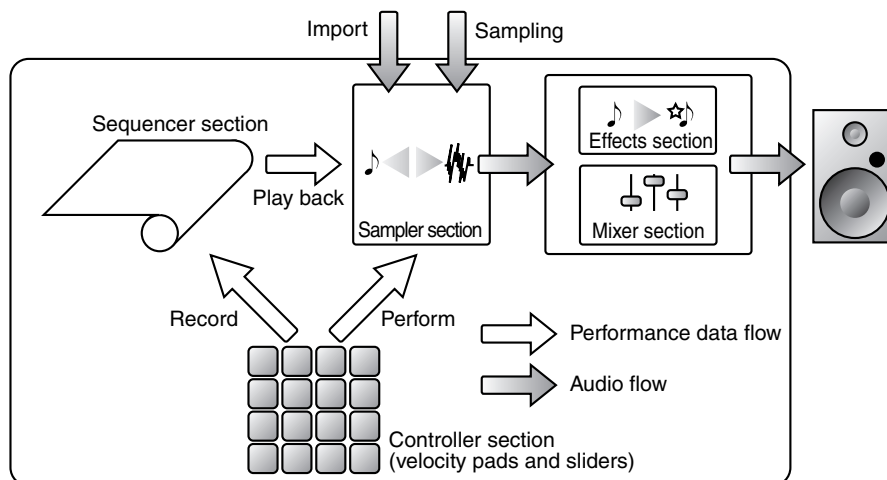 Import
Sampling
Sequencer section
Play back
Sampler section
Effects section
Mixer section
Record
Perform
Performance data flow
Audio flow
Controller section
(velocity pads and sliders)